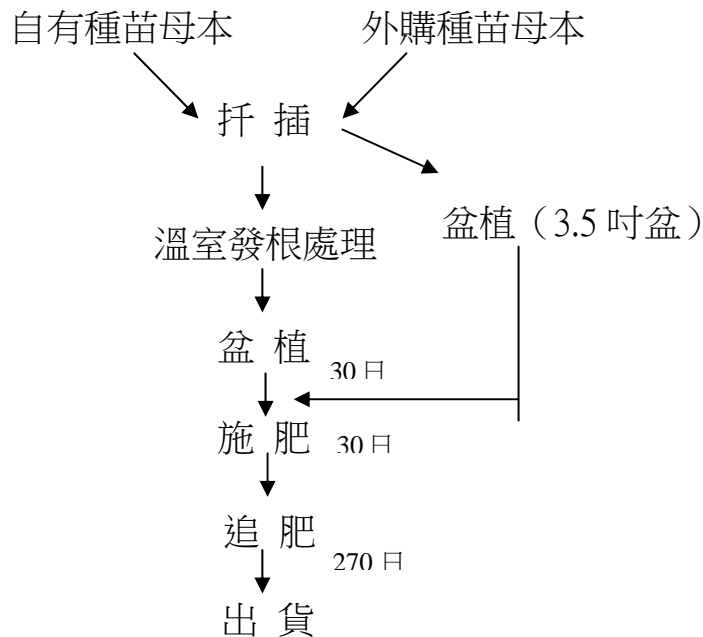 自有種苗母本 外購種苗母本
扦 插
盆植（3.5 吋盆）
溫室發根處理
盆 植
30 日
施 肥 30 日
追 肥
270 日
出 貨